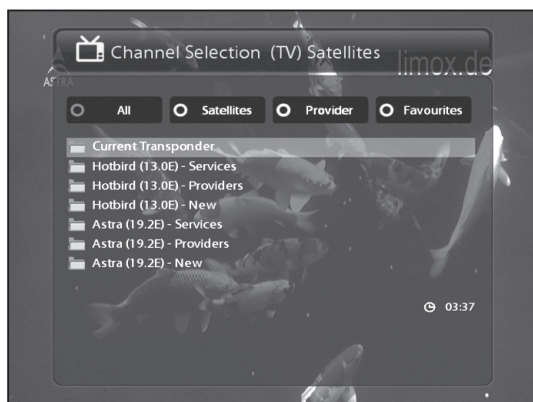 Channel Selection (TV) Satellites
limox.de
ASTRA
All Satellites Provider Favourites
Current Transponder
Hotbird (13.0E) - Services
Hotbird (13.0E) - Providers
Hotbird (13.0E) - New
Astra (19.2E) - Services
Astra (19.2E) - Providers
Astra (19.2E) - New
03:37